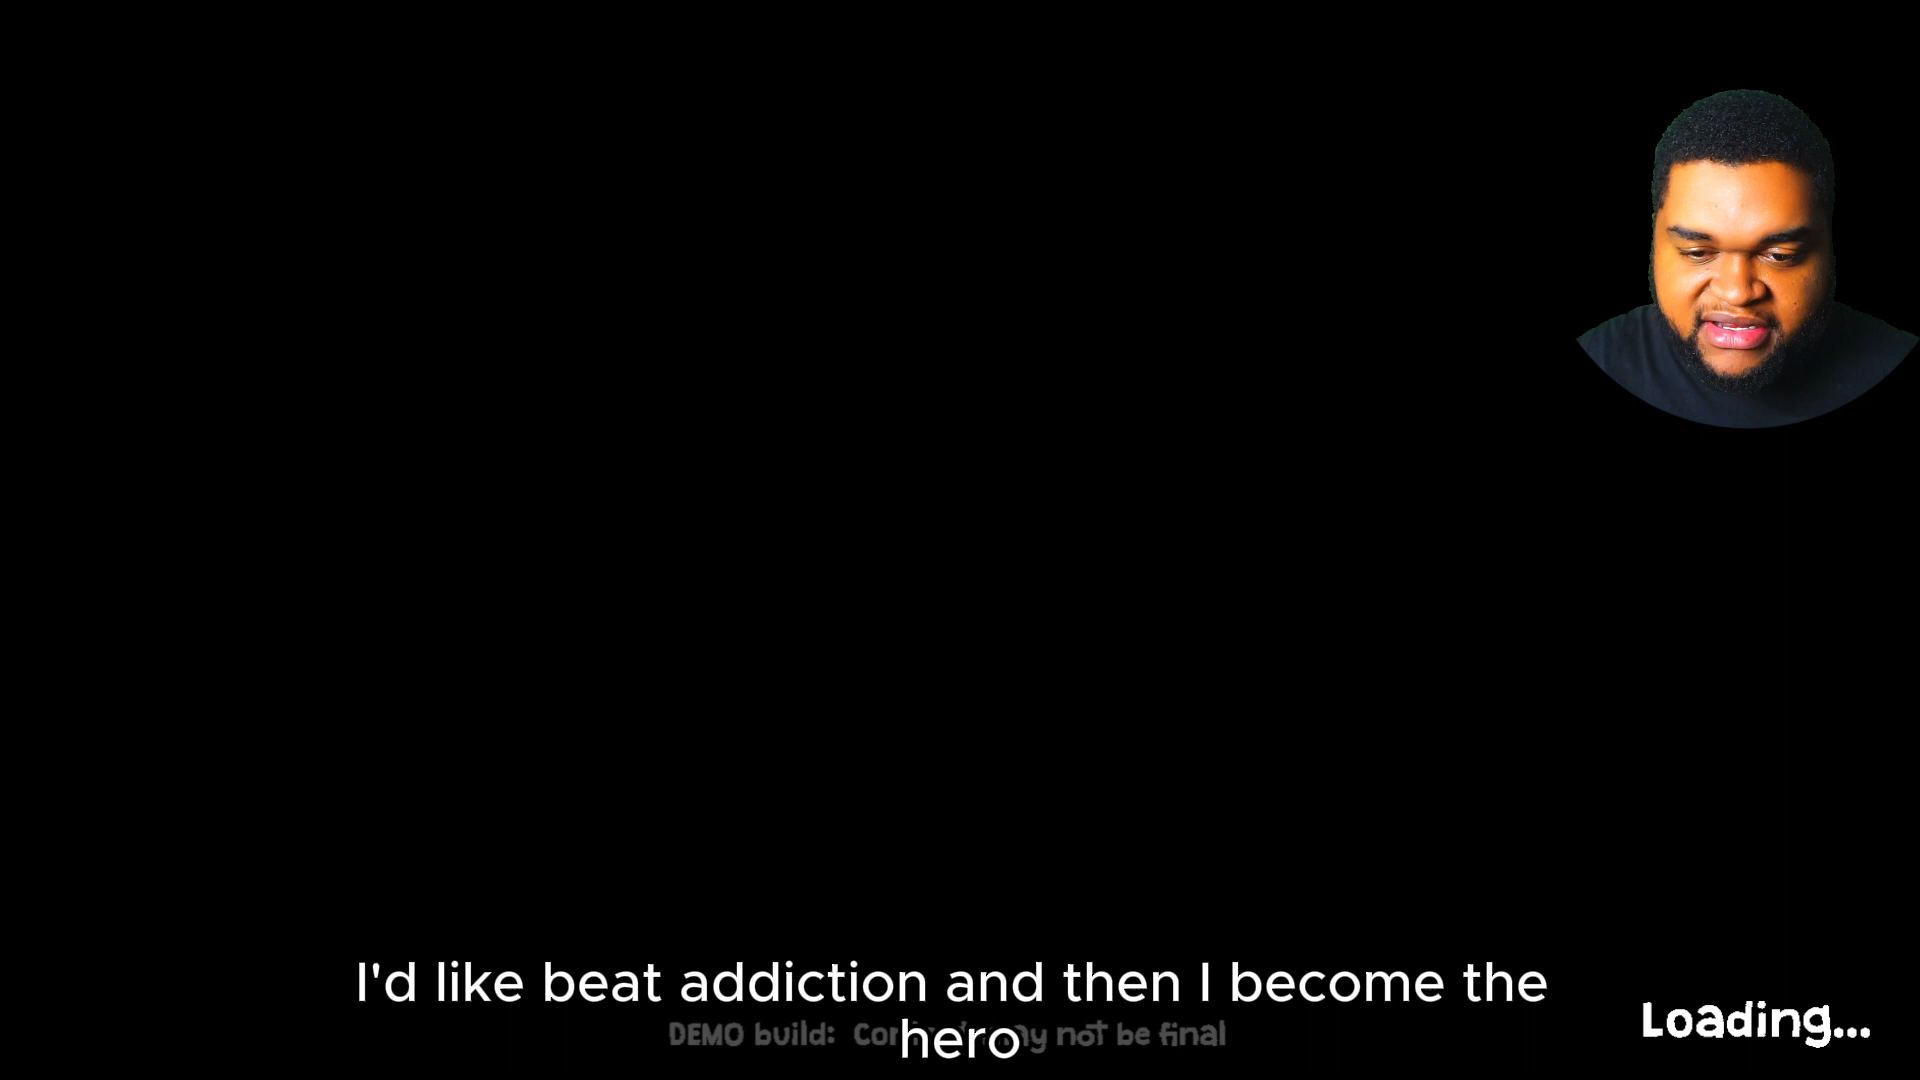 I'd like beat addiction and then I become the
hero
DEMO build: not be final
Loading...